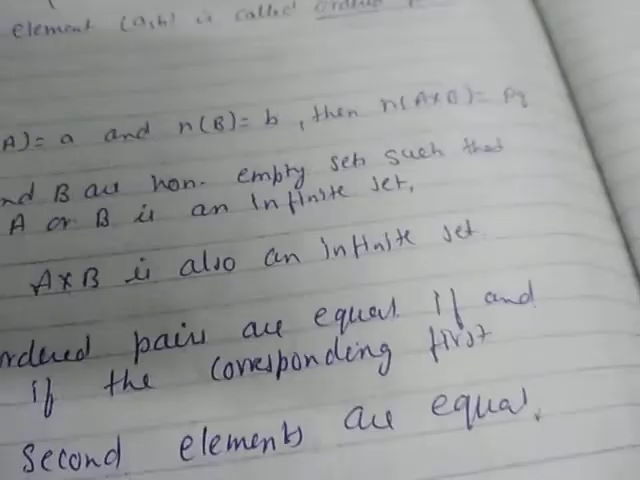 element (a,b) is called ordered
A) = a and n(B) = b, then n(A×B) = pq
nd B are non. empty sets such that
A or B is an infinite set,
A×B is also an infinite set
rdered pairs are equal if and
if the corresponding first
second elements are equal.